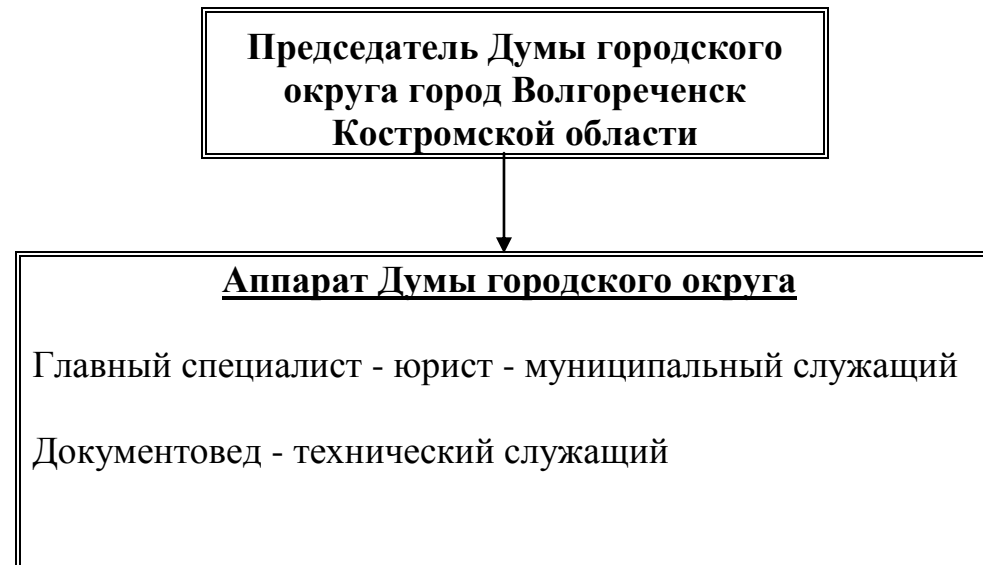 Председатель Думы городского
округа город Волгореченск
Костромской области
Аппарат Думы городского округа
Главный специалист - юрист - муниципальный служащий
Документовед - технический служащий